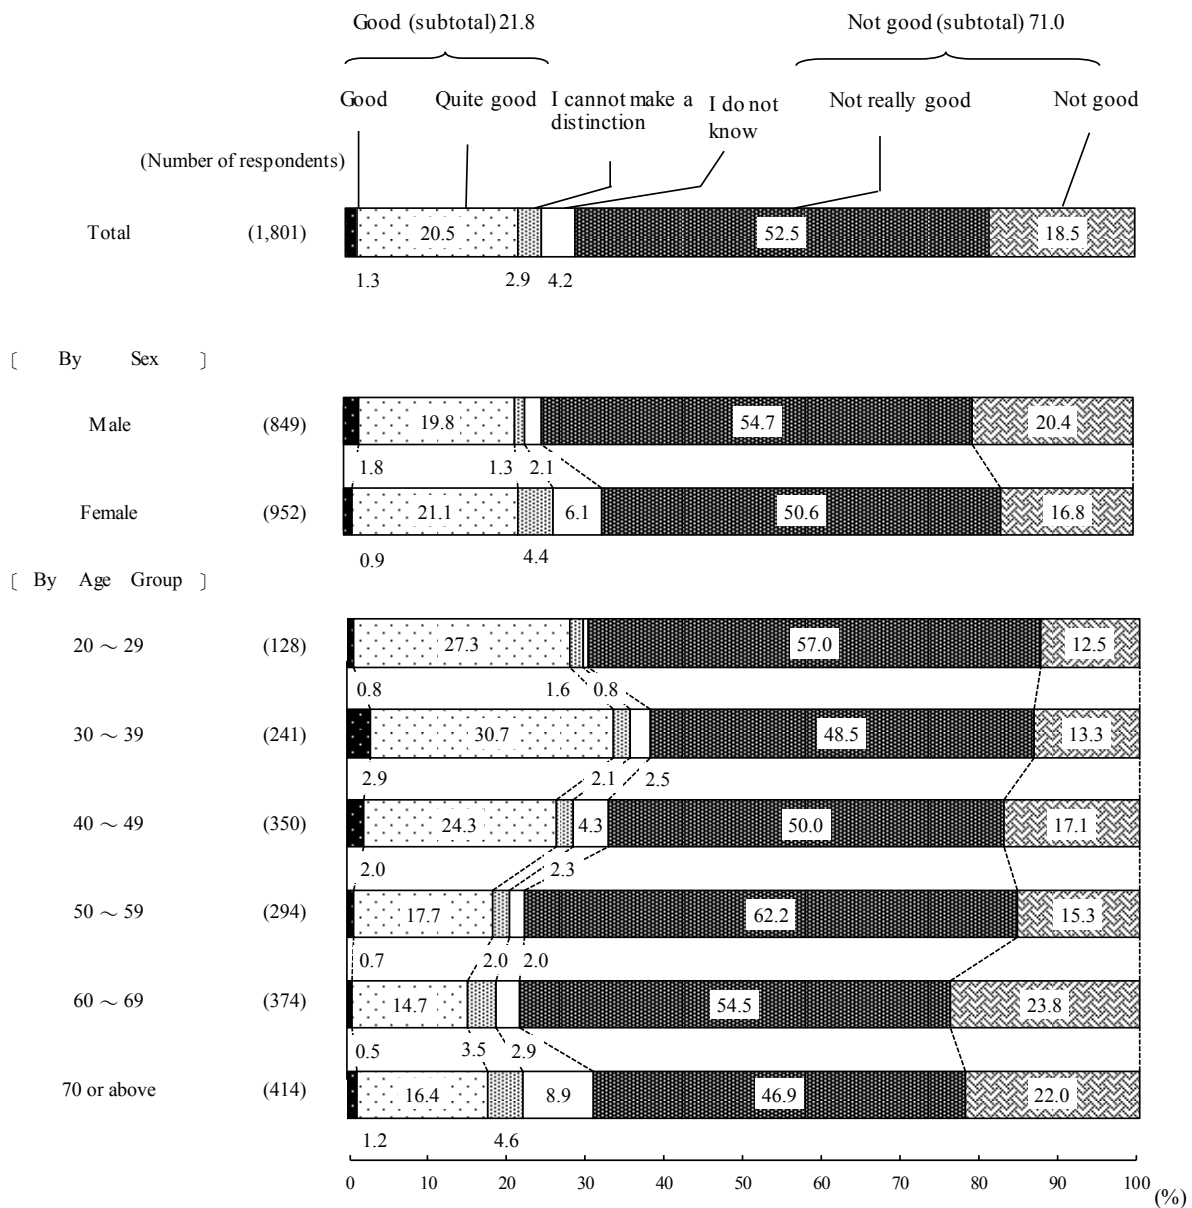 Good (subtotal) 21.8 Not good (subtotal) 71.0
Good Quite good I cannot make a distinction I do not know Not really good Not good
(Number of respondents)
Total (1,801) 20.5 52.5 18.5
1.3 2.9 4.2
〔 By Sex 〕
Male (849) 19.8 54.7 20.4
1.8 1.3 2.1
Female (952) 21.1 6.1 50.6 16.8
0.9 4.4
〔 By Age Group 〕
20 ～ 29 (128) 27.3 57.0 12.5
0.8 1.6 0.8
30 ～ 39 (241) 30.7 48.5 13.3
2.9 2.1 2.5
40 ～ 49 (350) 24.3 4.3 50.0 17.1
2.0 2.3
50 ～ 59 (294) 17.7 62.2 15.3
0.7 2.0 2.0
60 ～ 69 (374) 14.7 54.5 23.8
0.5 3.5 2.9
70 or above (414) 16.4 8.9 46.9 22.0
1.2 4.6
0 10 20 30 40 50 60 70 80 90 100 (%)